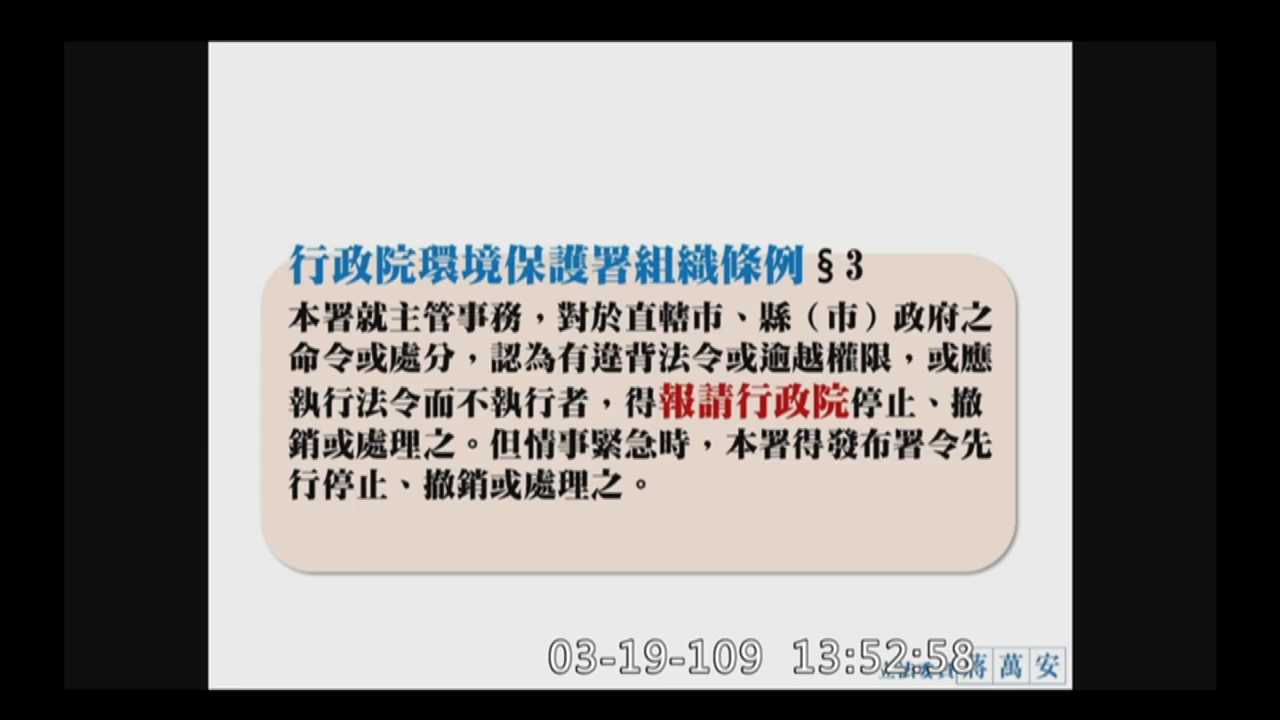 行政院環境保護署組織條例 § 3
本署就主管事務，對於直轄市、縣（市）政府之
命令或處分，認為有違背法令或逾越權限，或應
執行法令而不執行者，得報請行政院停止、撤
銷或處理之。但情事緊急時，本署得發布署令先
行停止、撤銷或處理之。
03-19-109 13:52:58
立法委員 蔣萬安